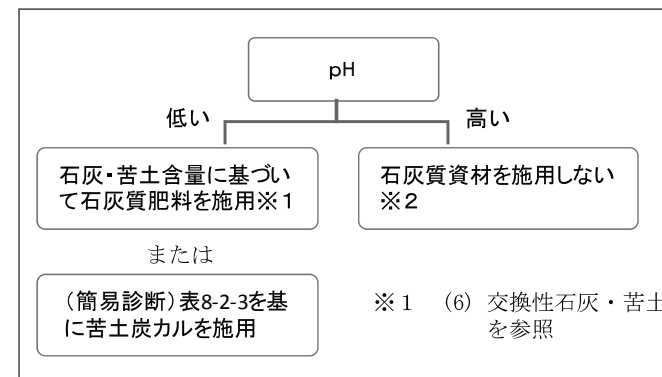 pH
低い
高い
石灰・苦土含量に基づい
て石灰質肥料を施用※1
石灰質資材を施用しない
※2
または
(簡易診断)表8-2-3を基
に苦土炭カルを施用
※1 (6) 交換性石灰・苦土
を参照